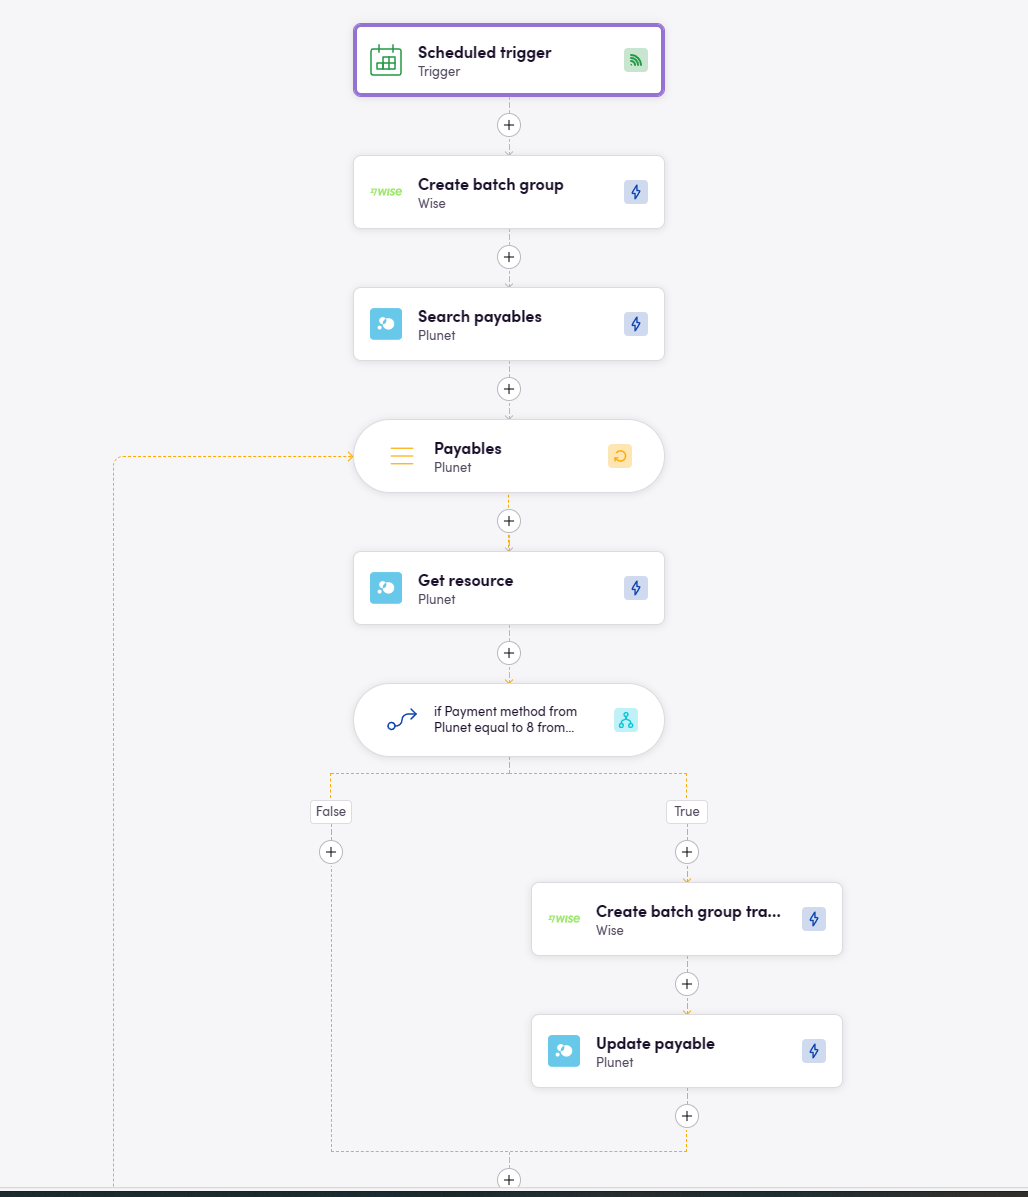 Scheduled trigger
Trigger
Create batch group
wise
Wise
Search payables
Plunet
Payables
Plunet
Get resource
Plunet
if Payment method from
Plunet equal to 8 from...
False
True
Create batch group tra...
wise
Wise
Update payable
Plunet